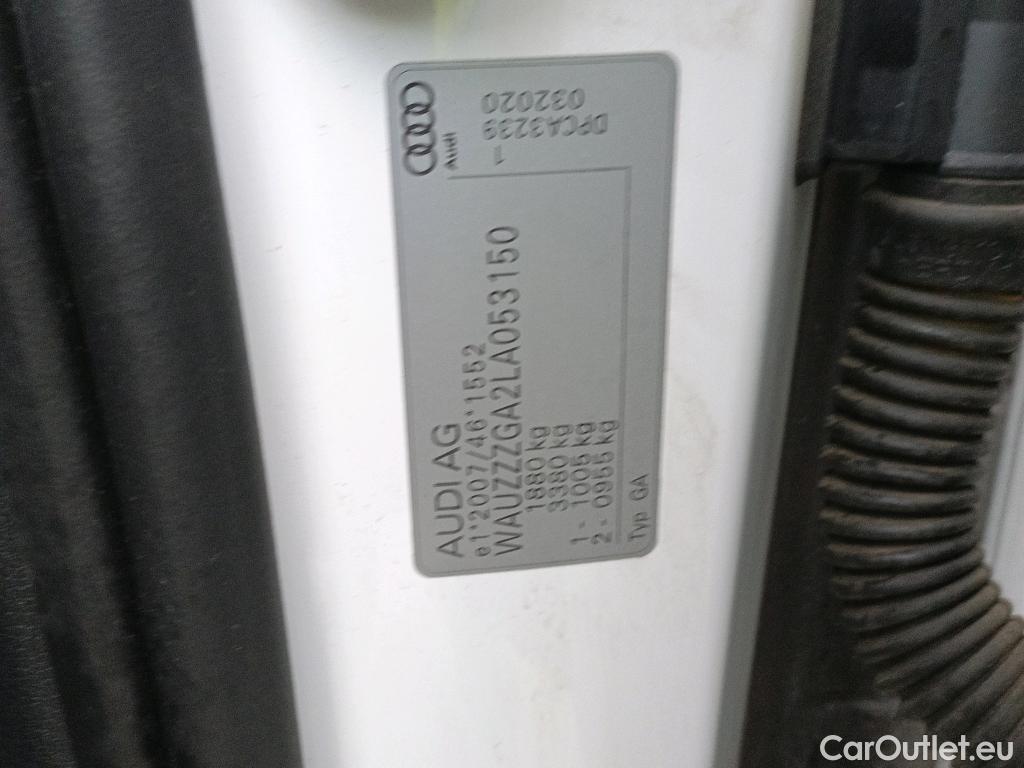 AUDI AG
e1*2007/46*1552
WAUZZZGA2LA053150
1880 kg
3380 kg
1 - 1005 kg
2 - 0955 kg
Typ GA
Audi
032020
DPCA3239
CarOutlet.eu